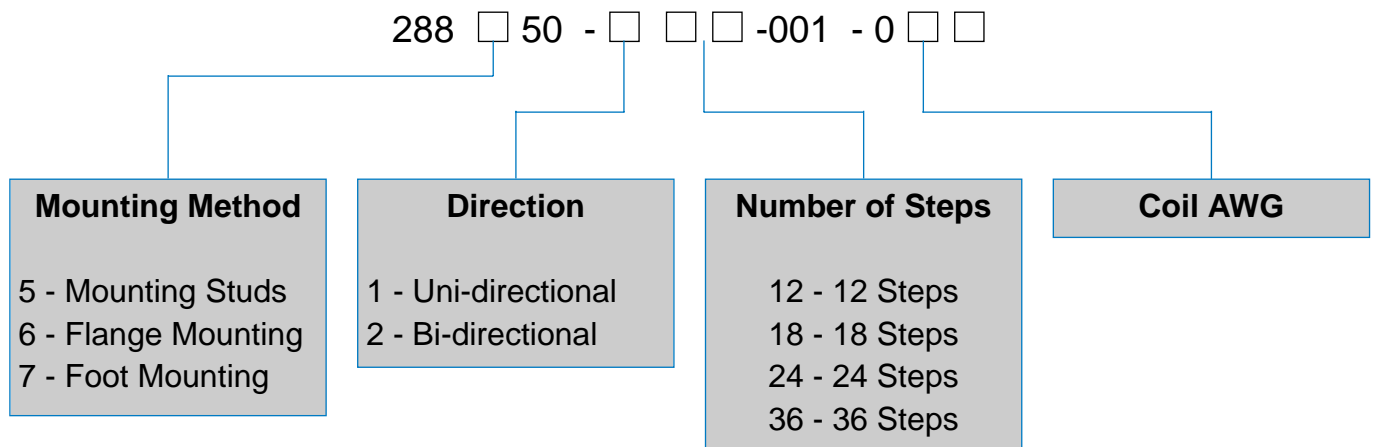 288 □ 50 - □ □ □ -001 - 0 □ □
Mounting Method
5 - Mounting Studs
6 - Flange Mounting
7 - Foot Mounting
Direction
1 - Uni-directional
2 - Bi-directional
Number of Steps
12 - 12 Steps
18 - 18 Steps
24 - 24 Steps
36 - 36 Steps
Coil AWG